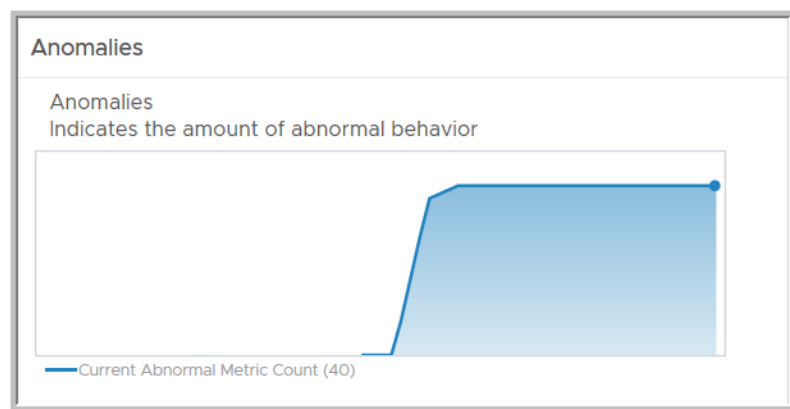 Anomalies
Anomalies
Indicates the amount of abnormal behavior
Current Abnormal Metric Count (40)